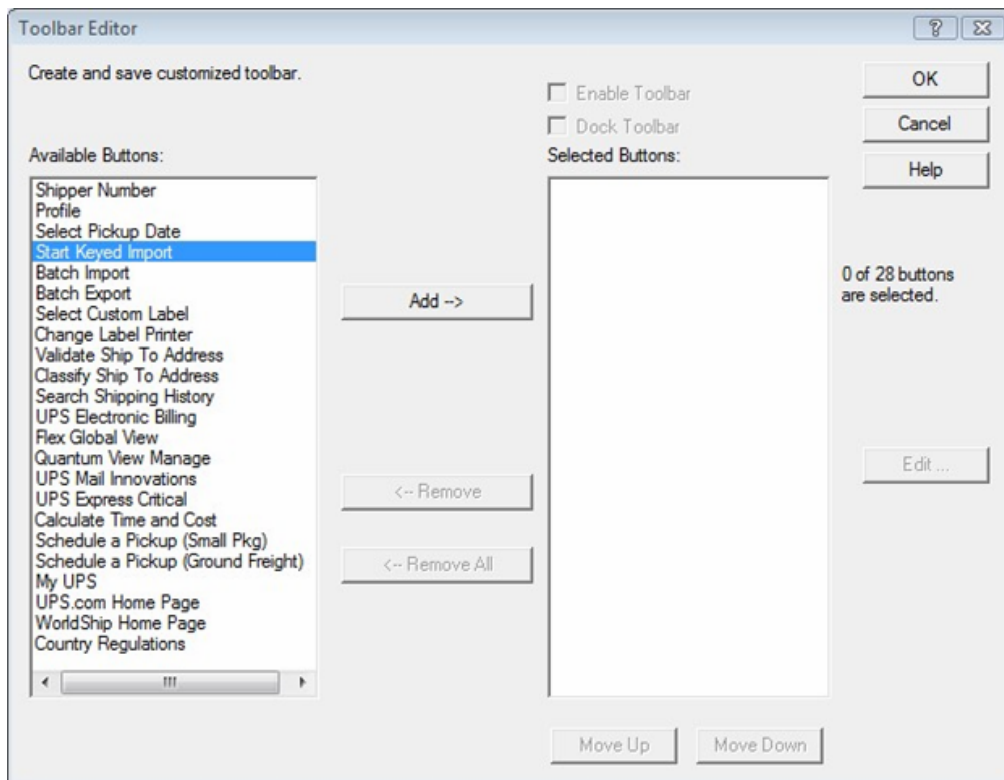 Toolbar Editor
Create and save customized toolbar.
Enable Toolbar
Dock Toolbar
OK
Cancel
Help
Available Buttons:
Shipper Number
Profile
Select Pickup Date
Start Keyed Import
Batch Import
Batch Export
Select Custom Label
Change Label Printer
Validate Ship To Address
Classify Ship To Address
Search Shipping History
UPS Electronic Billing
Flex Global View
Quantum View Manage
UPS Mail Innovations
UPS Express Critical
Calculate Time and Cost
Schedule a Pickup (Small Pkg)
Schedule a Pickup (Ground Freight)
My UPS
UPS.com Home Page
WorldShip Home Page
Country Regulations
Add -->
<-- Remove
<-- Remove All
Selected Buttons:
0 of 28 buttons
are selected.
Edit ...
Move Up
Move Down